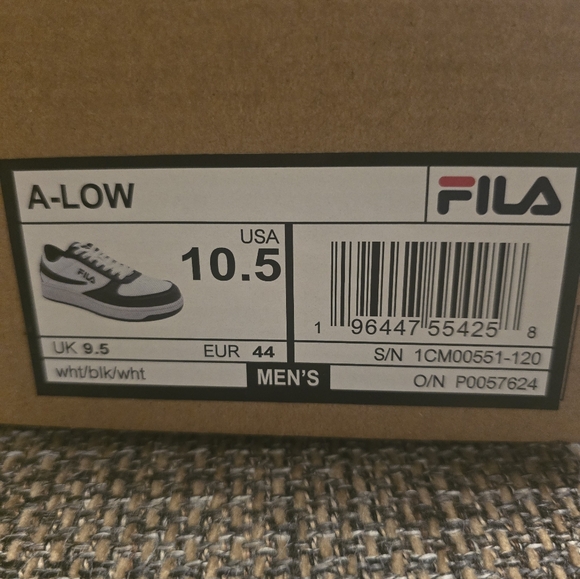 A-LOW
FILA
FILA
USA
10.5
1 96447 55425 8
UK 9.5 EUR 44
S/N 1CM00551-120
wht/blk/wht
MEN'S
O/N P0057624